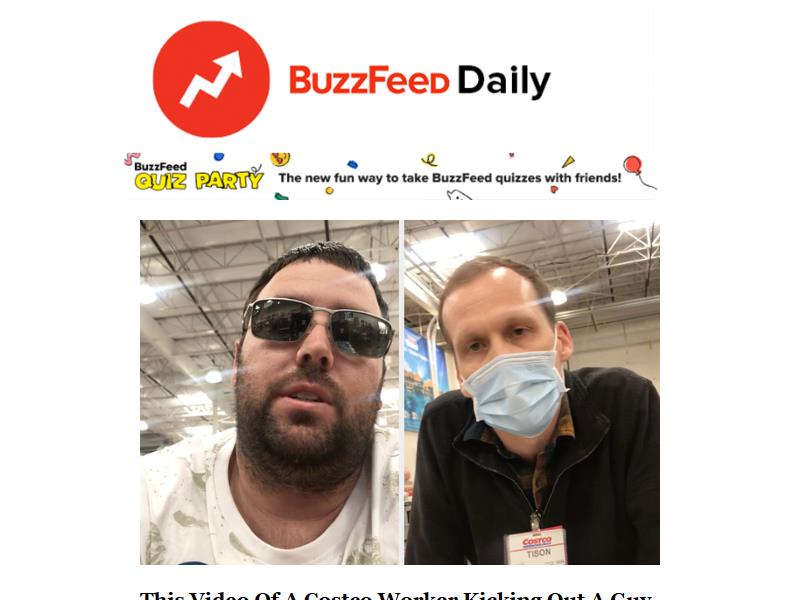 BuzzFeed Daily
BuzzFeed
QUIZ PARTY
The new fun way to take BuzzFeed quizzes with friends!
COSTCO
TISON
This Video Of A Costco Worker Kicking Out A Guy